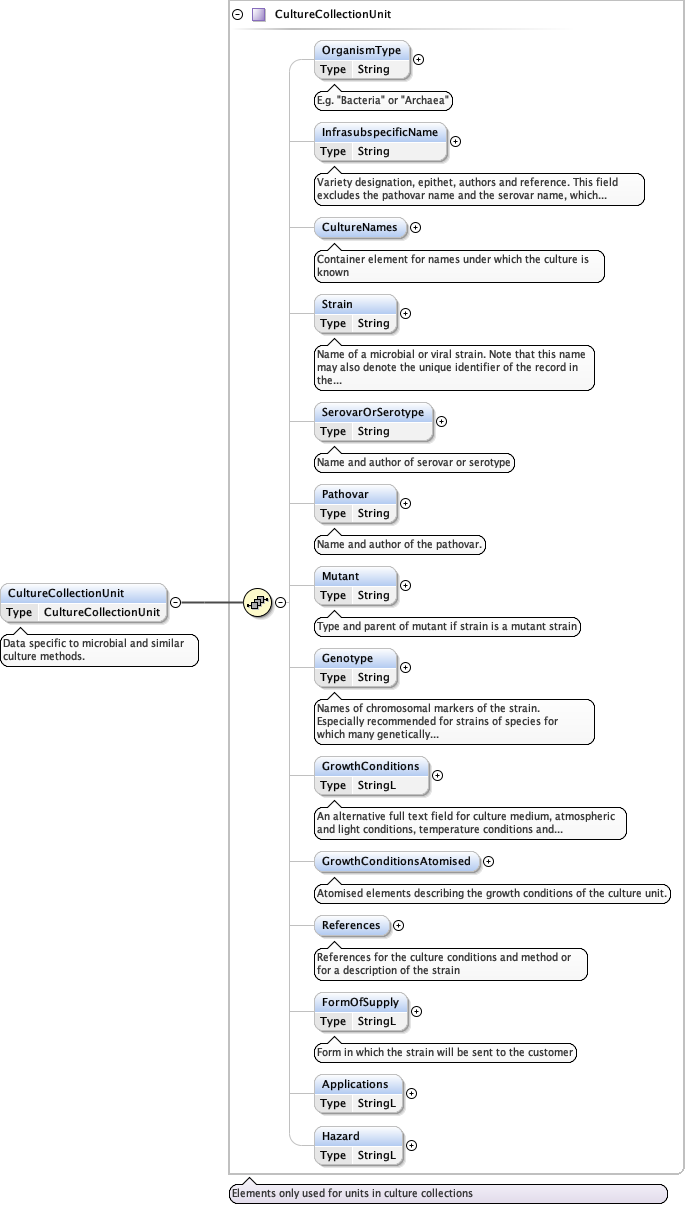 CultureCollectionUnit
OrganismType
Type String
E.g. "Bacteria" or "Archaea"
InfrasubspecificName
Type String
Variety designation, epithet, authors and reference. This field
excludes the pathovar name and the serovar name, which...
CultureNames
Container element for names under which the culture is
known
Strain
Type String
Name of a microbial or viral strain. Note that this name
may also denote the unique identifier of the record in
the...
SerovarOrSerotype
Type String
Name and author of serovar or serotype
Pathovar
Type String
Name and author of the pathovar.
CultureCollectionUnit
Type CultureCollectionUnit
Data specific to microbial and similar
culture methods.
Mutant
Type String
Type and parent of mutant if strain is a mutant strain
Genotype
Type String
Names of chromosomal markers of the strain.
Especially recommended for strains of species for
which many genetically...
GrowthConditions
Type StringL
An alternative full text field for culture medium, atmospheric
and light conditions, temperature conditions and...
GrowthConditionsAtomised
Atomised elements describing the growth conditions of the culture unit.
References
References for the culture conditions and method or
for a description of the strain
FormOfSupply
Type StringL
Form in which the strain will be sent to the customer
Applications
Type StringL
Hazard
Type StringL
Elements only used for units in culture collections